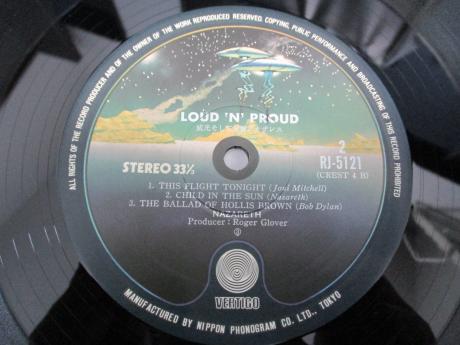 ALL RIGHTS OF THE RECORD PRODUCER AND OF THE OWNER OF THE WORK REPRODUCED RESERVED. COPYING, PUBLIC PERFORMANCE AND BROADCASTING OF THIS RECORD PROHIBITED
LOUD 'N' PROUD
STEREO 33⅓
2
RJ-5121
(CREST 4 B)
1. THIS FLIGHT TONIGHT (Joni Mitchell)
2. CHILD IN THE SUN (Nazareth)
3. THE BALLAD OF HOLLIS BROWN (Bob Dylan)
NAZARETH
Producer: Roger Glover
Ⓟ
VERTIGO
MANUFACTURED BY NIPPON PHONOGRAM CO. LTD., TOKYO